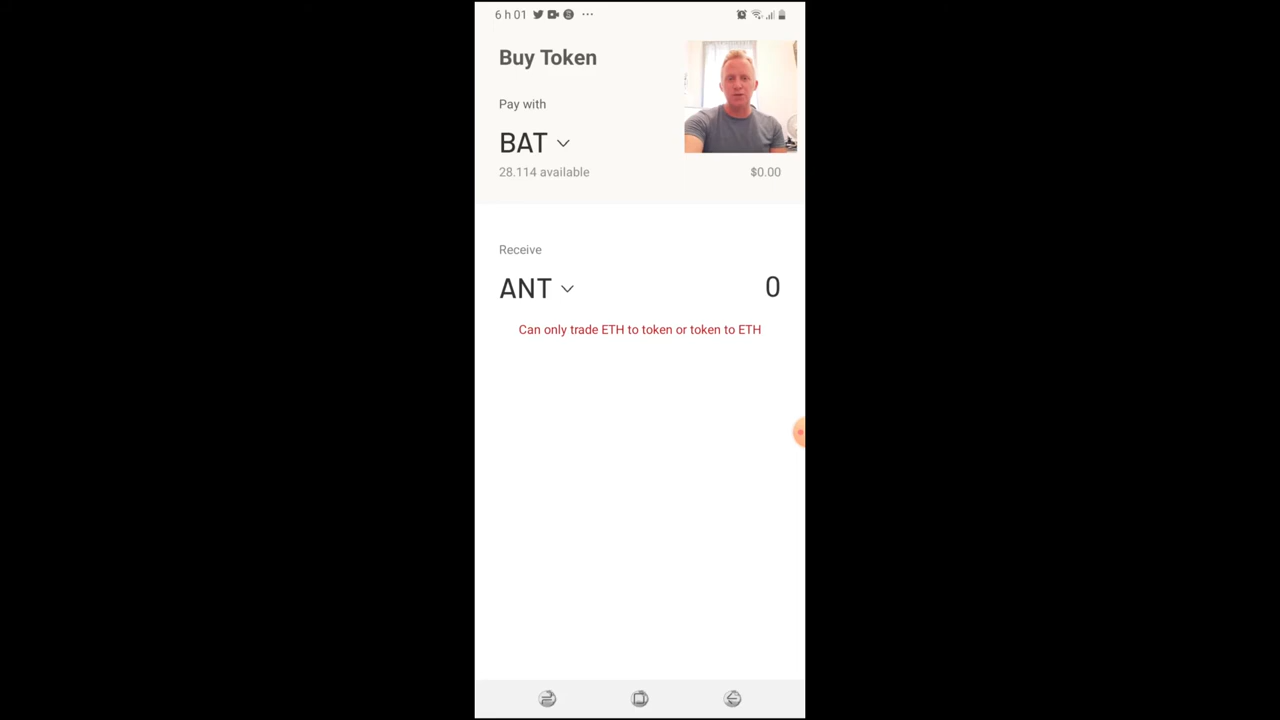 6 h 01
Buy Token
Pay with
BAT
28.114 available
$0.00
Receive
ANT
0
Can only trade ETH to token or token to ETH